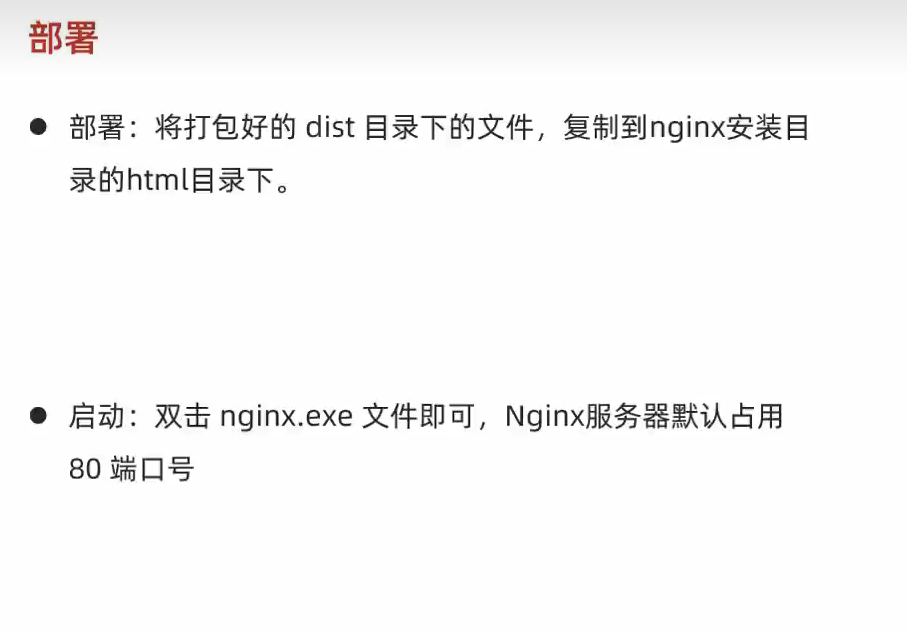 部署
● 部署：将打包好的 dist 目录下的文件，复制到nginx安装目
录的html目录下。
● 启动：双击 nginx.exe 文件即可，Nginx服务器默认占用
80 端口号